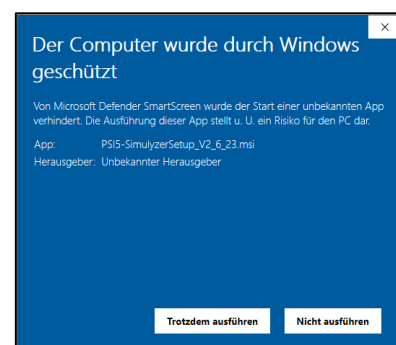 Der Computer wurde durch Windows
geschützt
Von Microsoft Defender SmartScreen wurde der Start einer unbekannten App
verhindert. Die Ausführung dieser App stellt u. U. ein Risiko für den PC dar.
App: PSI5-SimulyzerSetup_V2_6_23.msi
Herausgeber: Unbekannter Herausgeber
Trotzdem ausführen Nicht ausführen